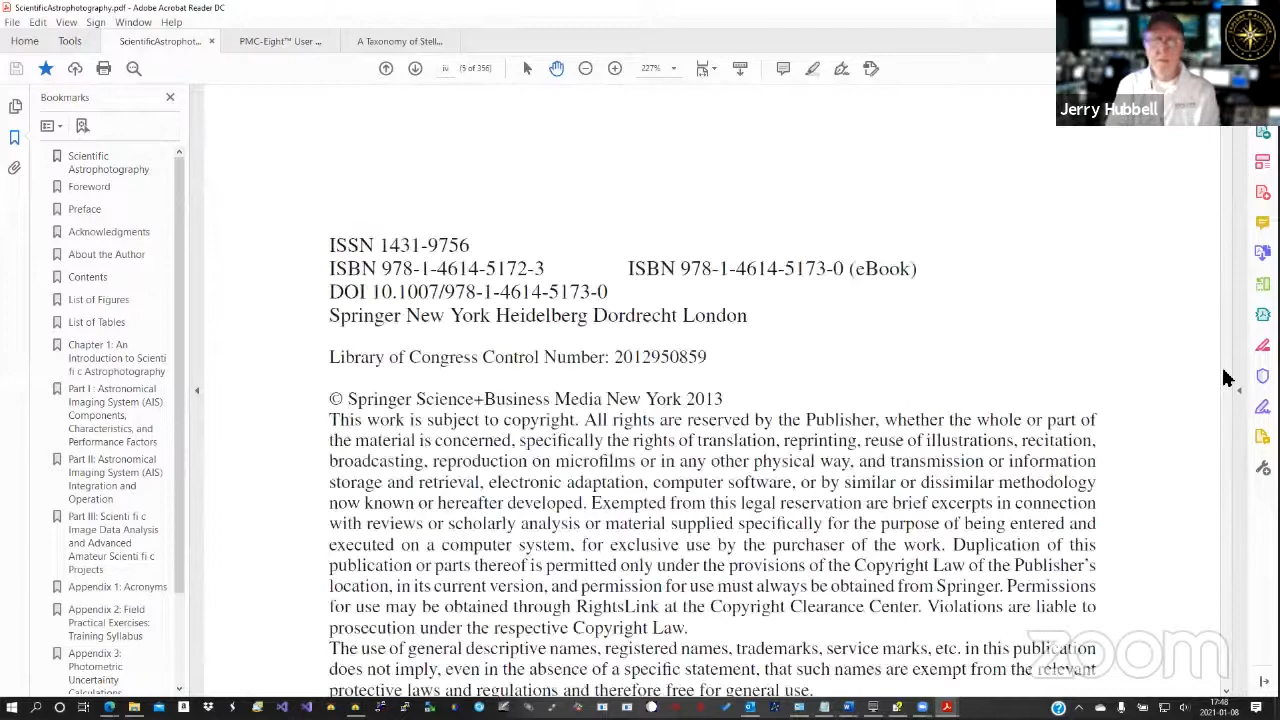 ScientificAstrophotography.pdf - Adobe Acrobat Reader DC
File Edit View Sign Window Help
Home Tools ScientificAstrophot... × PMC-Eight™ User ... A Taxonomy of Stell...
iv (5 of 356) 227%
Jerry Hubbell
EXPLORE ALLIANCE
Bookmarks
Scientific
Astrophotography
Foreword
Preface
Acknowledgments
About the Author
Contents
List of Figures
List of Tables
Chapter 1: An
Introduction to Scienti
fi c Astrophotography
Part I : Astronomical
Imaging System (AIS)
Components,
Characteristics, and
Performance Factors
Part II: Astronomical
Imaging System (AIS)
Integration and
Operation
Part III: Scienti fi c
Image Data Analysis
and Advanced
Amateur Scienti fi c
Projects
Appendix 1: Acronyms
Appendix 2: Field
Practical Exercises:
Training Syllabus
Appendix 3:
Photometric
Uncertainty
Calculations
ISSN 1431-9756
ISBN 978-1-4614-5172-3 ISBN 978-1-4614-5173-0 (eBook)
DOI 10.1007/978-1-4614-5173-0
Springer New York Heidelberg Dordrecht London
Library of Congress Control Number: 2012950859
© Springer Science+Business Media New York 2013
This work is subject to copyright. All rights are reserved by the Publisher, whether the whole or part of
the material is concerned, specifically the rights of translation, reprinting, reuse of illustrations, recitation,
broadcasting, reproduction on microfilms or in any other physical way, and transmission or information
storage and retrieval, electronic adaptation, computer software, or by similar or dissimilar methodology
now known or hereafter developed. Exempted from this legal reservation are brief excerpts in connection
with reviews or scholarly analysis or material supplied specifically for the purpose of being entered and
executed on a computer system, for exclusive use by the purchaser of the work. Duplication of this
publication or parts thereof is permitted only under the provisions of the Copyright Law of the Publisher's
location, in its current version, and permission for use must always be obtained from Springer. Permissions
for use may be obtained through RightsLink at the Copyright Clearance Center. Violations are liable to
prosecution under the respective Copyright Law.
The use of general descriptive names, registered names, trademarks, service marks, etc. in this publication
does not imply, even in the absence of a specific statement, that such names are exempt from the relevant
protective laws and regulations and therefore free for general use.
zoom
17:48
2021-01-08